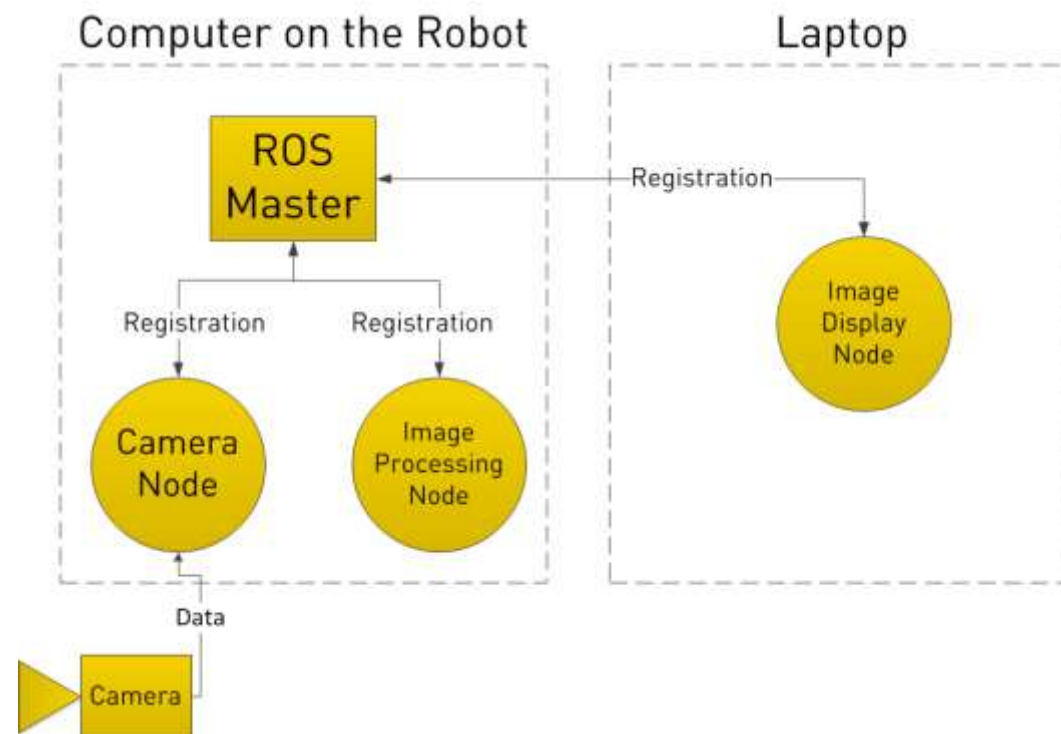 Computer on the Robot
Laptop
ROS
Master
Registration
Registration
Registration
Image
Display
Node
Camera
Node
Image
Processing
Node
Data
Camera